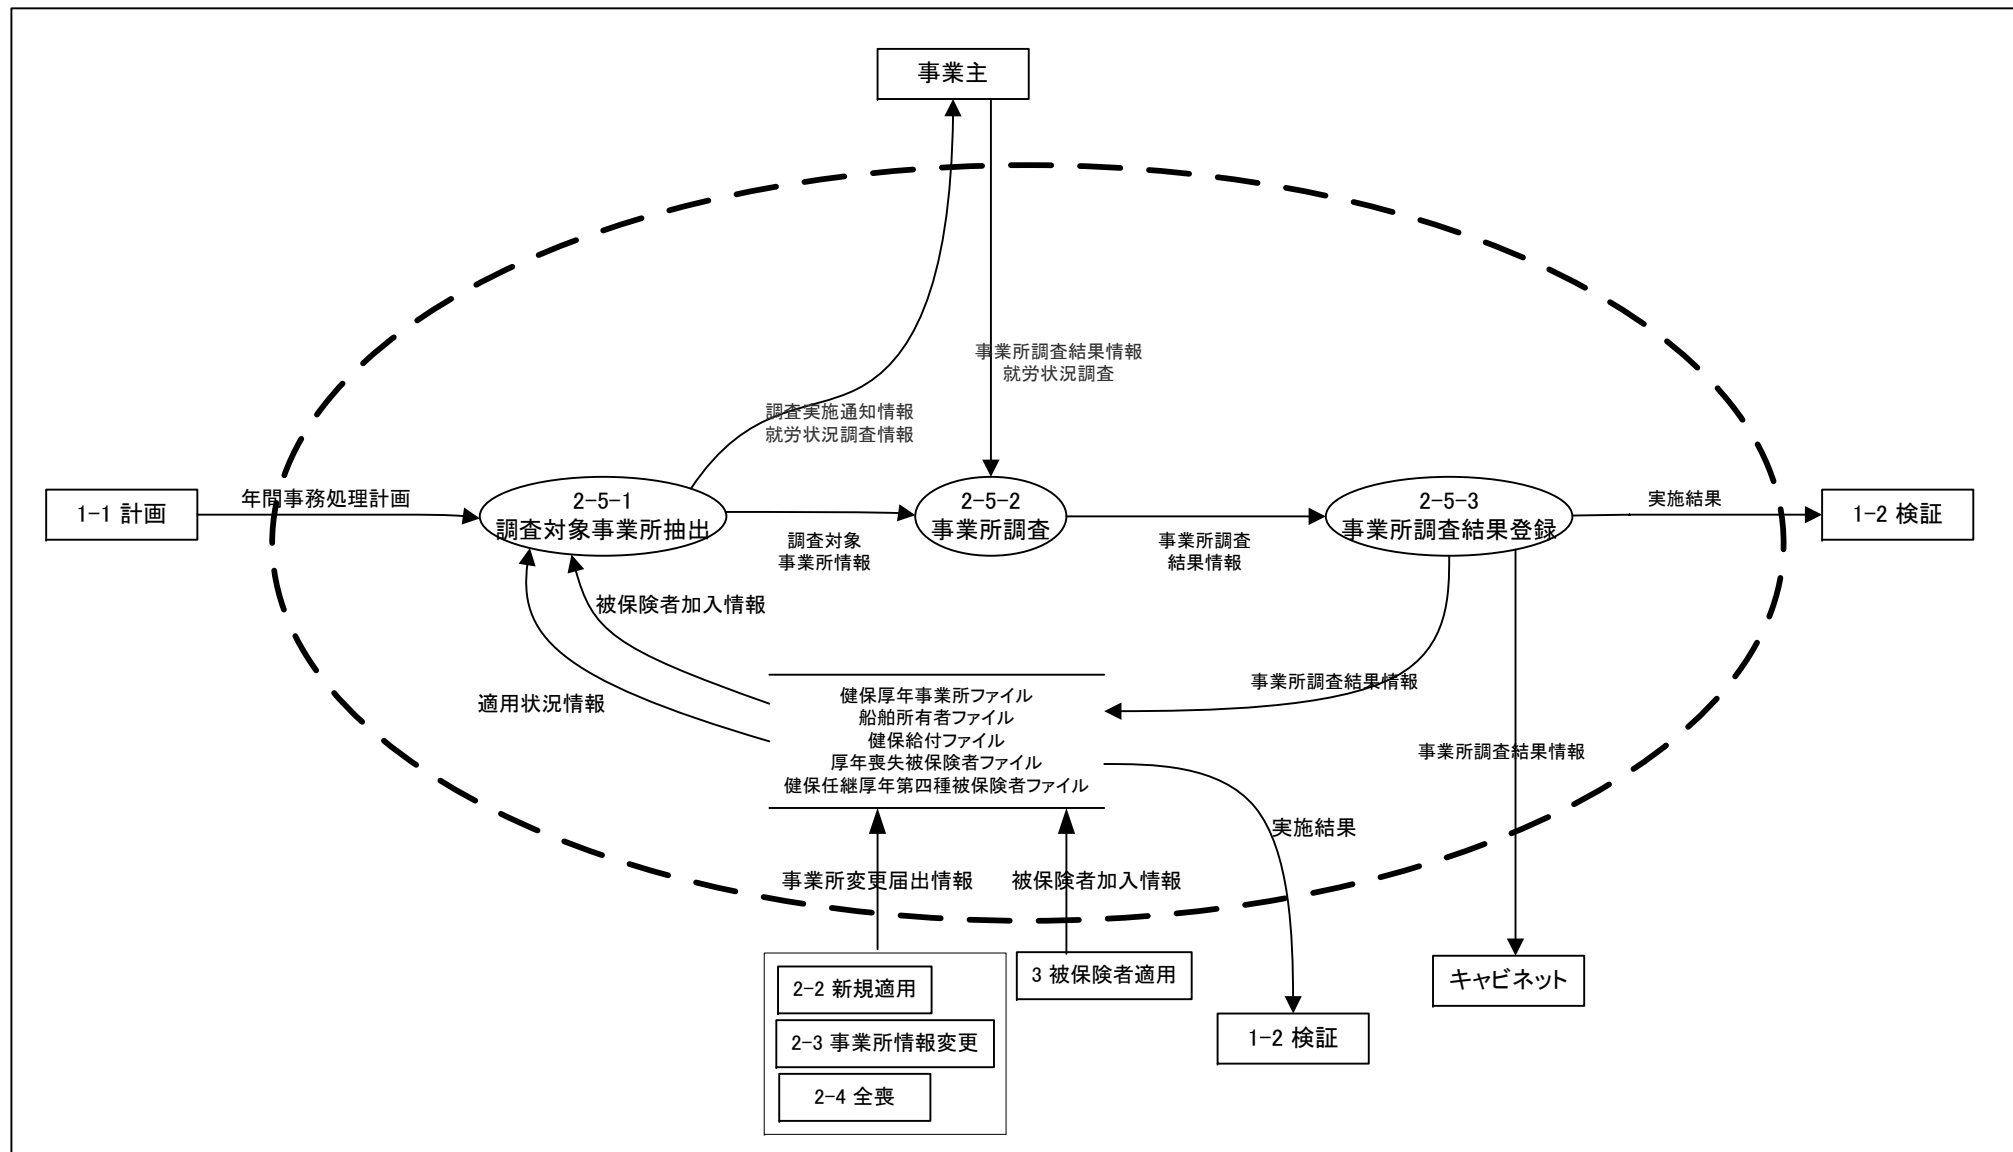 事業主
事業所調査結果情報
就労状況調査
調査実施通知情報
就労状況調査情報
1-1 計画
年間事務処理計画
2-5-1
調査対象事業所抽出
調査対象
事業所情報
2-5-2
事業所調査
事業所調査
結果情報
2-5-3
事業所調査結果登録
実施結果
1-2 検証
被保険者加入情報
適用状況情報
健保厚年事業所ファイル
船舶所有者ファイル
健保給付ファイル
厚年喪失被保険者ファイル
健保任継厚年第四種被保険者ファイル
事業所調査結果情報
事業所調査結果情報
実施結果
事業所変更届出情報
被保険者加入情報
2-2 新規適用
2-3 事業所情報変更
2-4 全喪
3 被保険者適用
1-2 検証
キャビネット